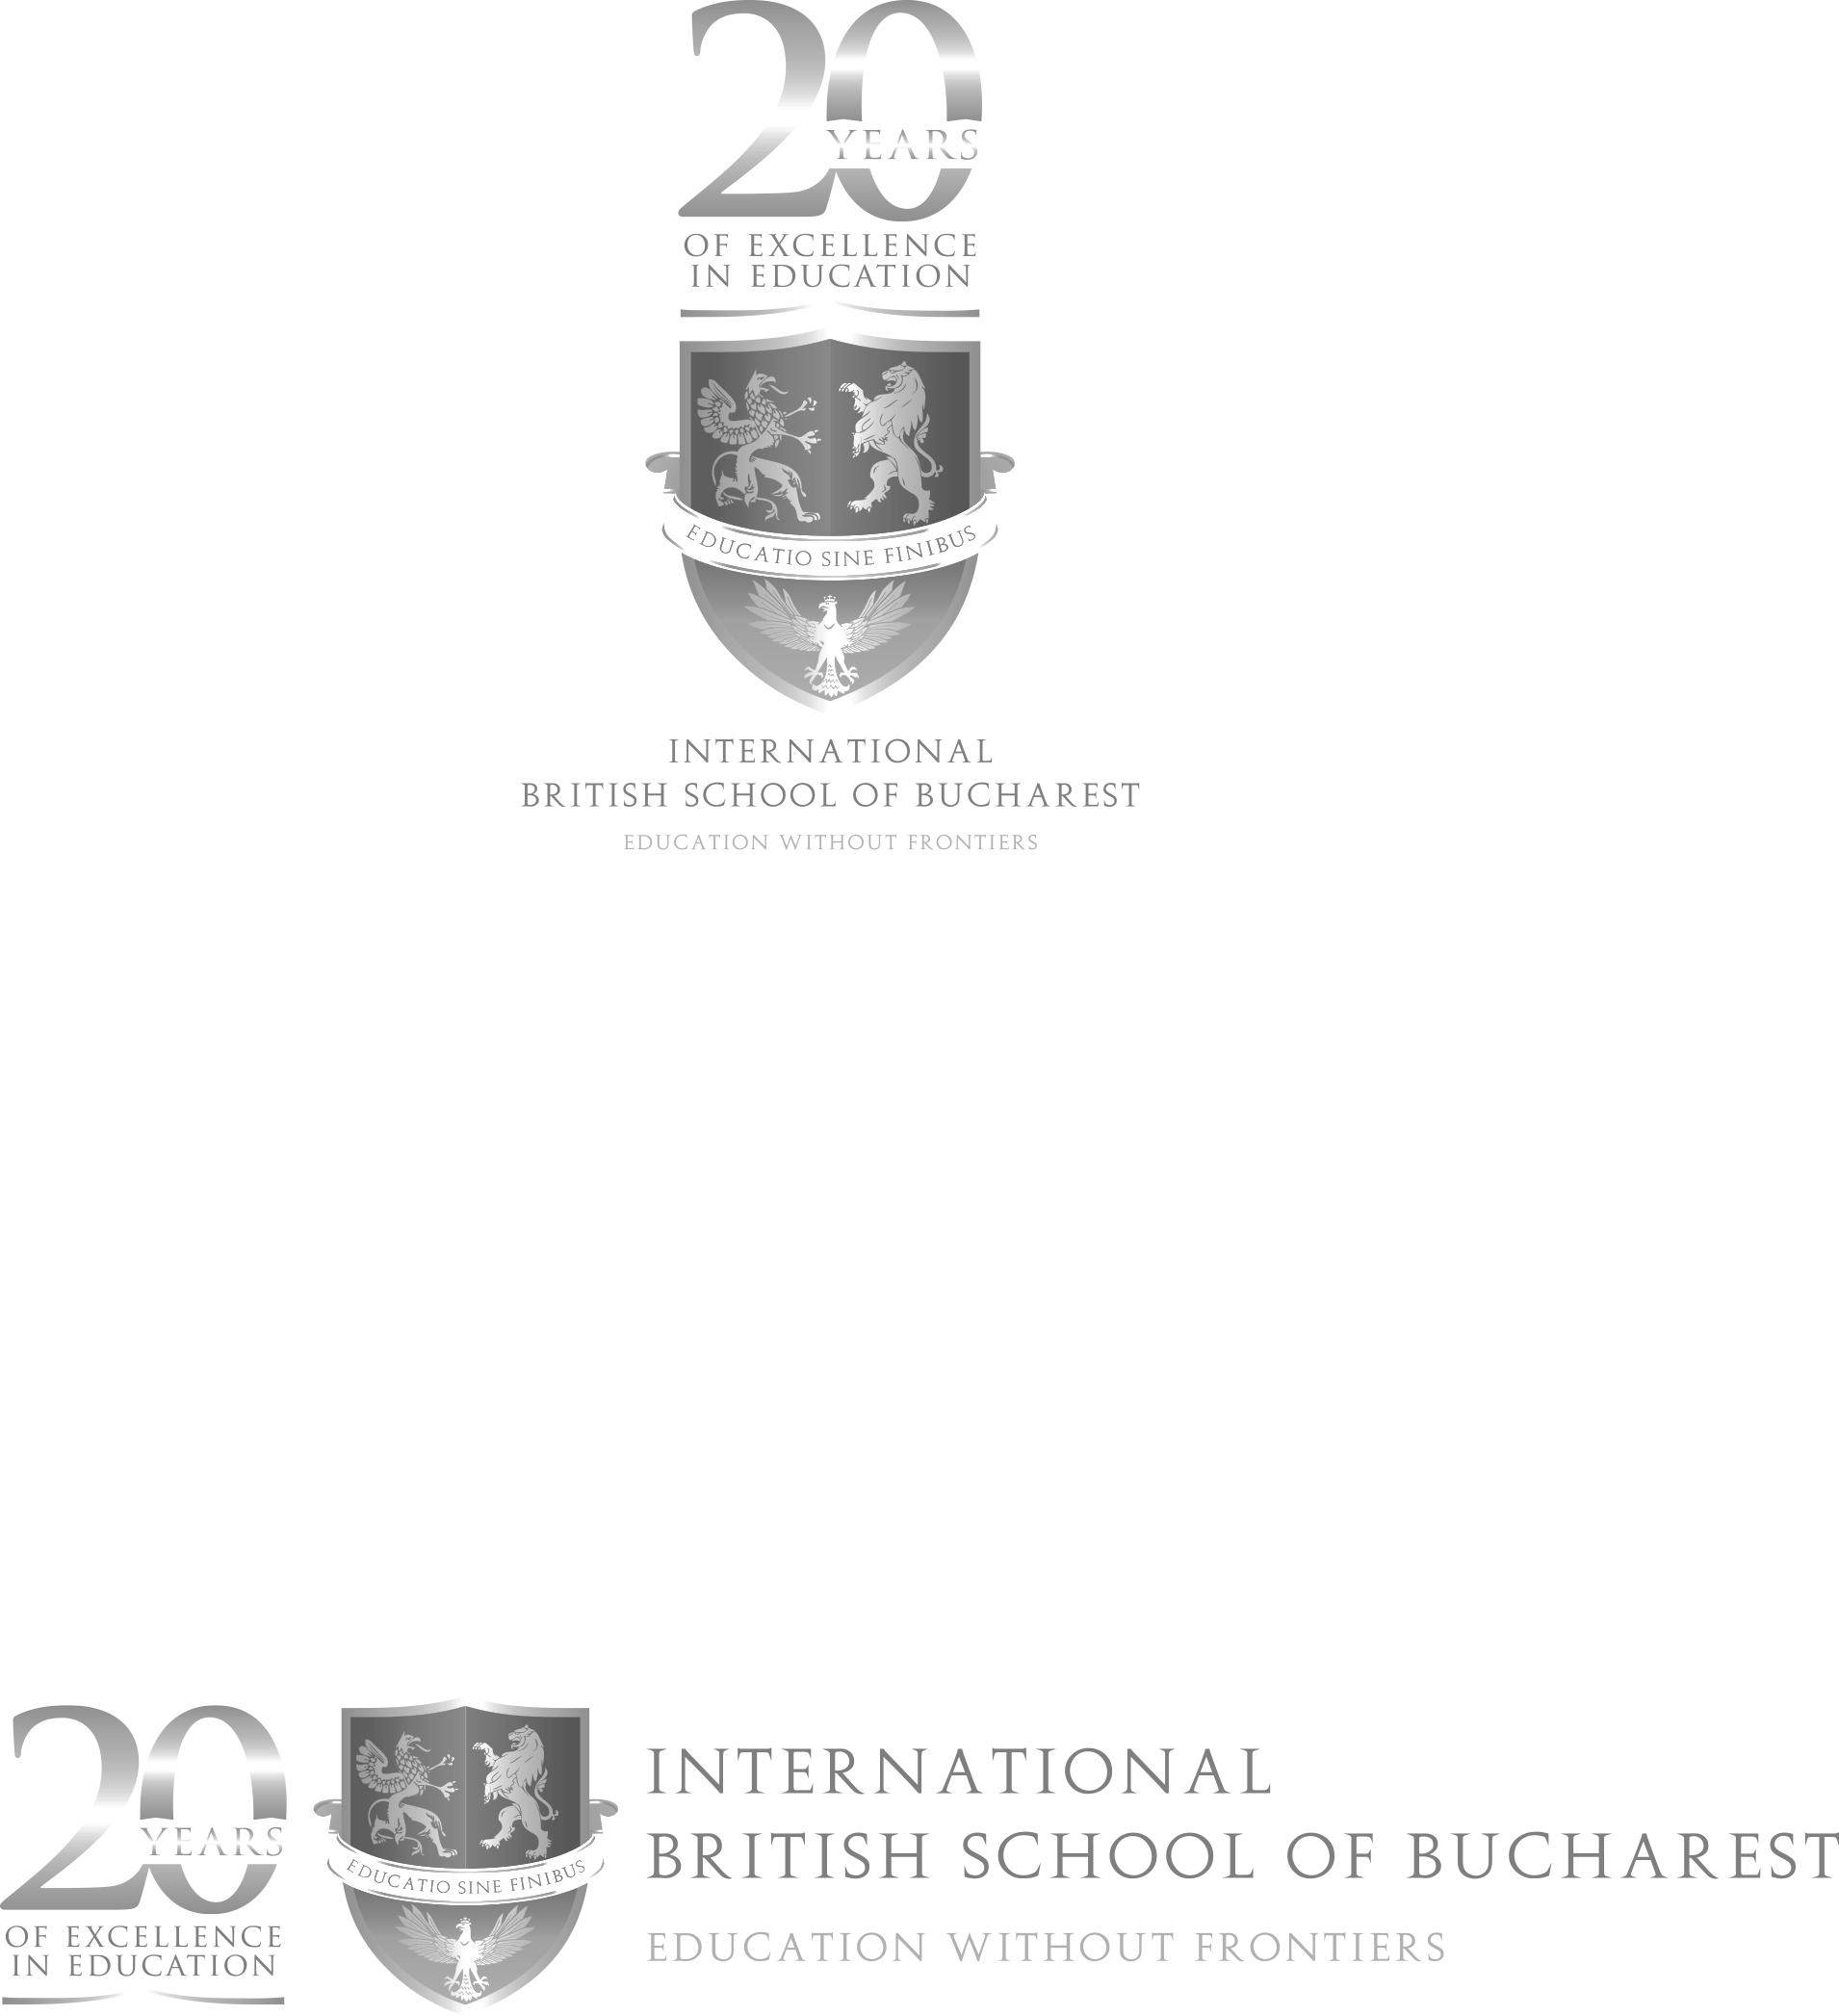 20
YEARS
OF EXCELLENCE
IN EDUCATION
EDUCATIO SINE FINIBUS
INTERNATIONAL
BRITISH SCHOOL OF BUCHAREST
EDUCATION WITHOUT FRONTIERS
20
YEARS
OF EXCELLENCE
IN EDUCATION
EDUCATIO SINE FINIBUS
INTERNATIONAL
BRITISH SCHOOL OF BUCHAREST
EDUCATION WITHOUT FRONTIERS